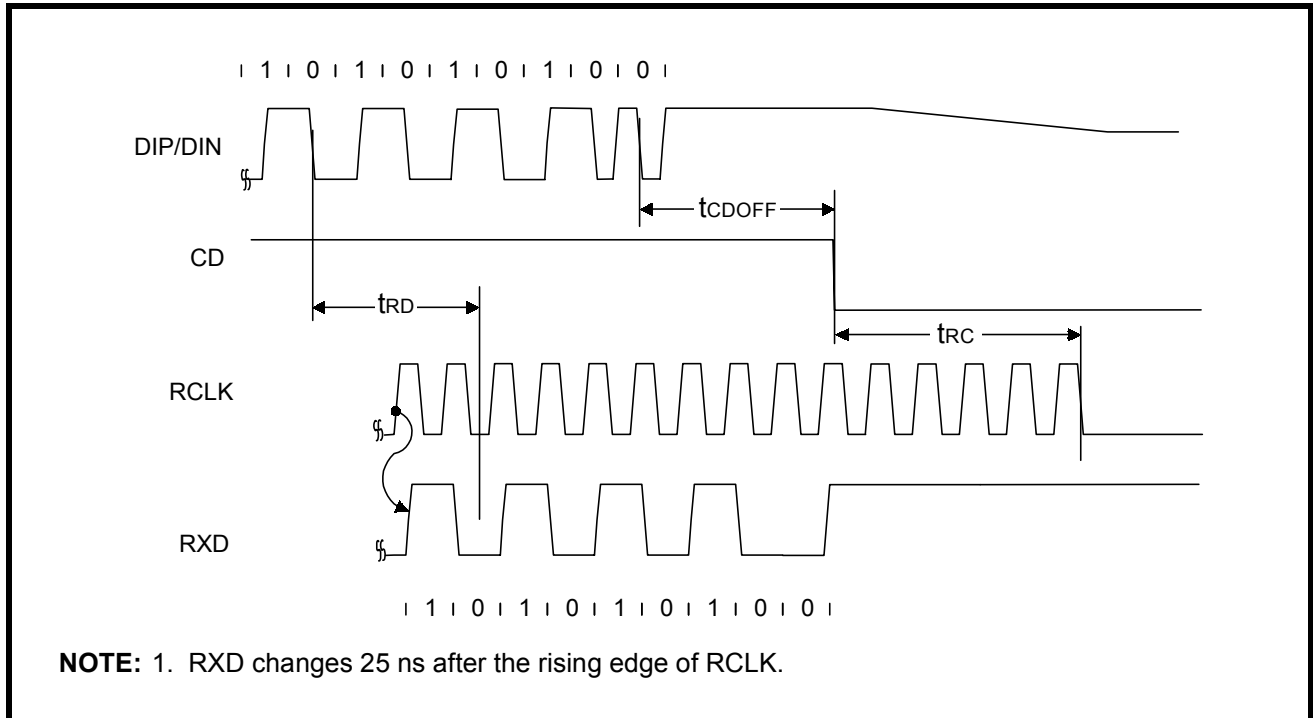 1 0 1 0 1 0 1 0 0
DIP/DIN
tCDOFF
CD
tRD
tRC
RCLK
RXD
1 0 1 0 1 0 1 0 0
NOTE: 1. RXD changes 25 ns after the rising edge of RCLK.